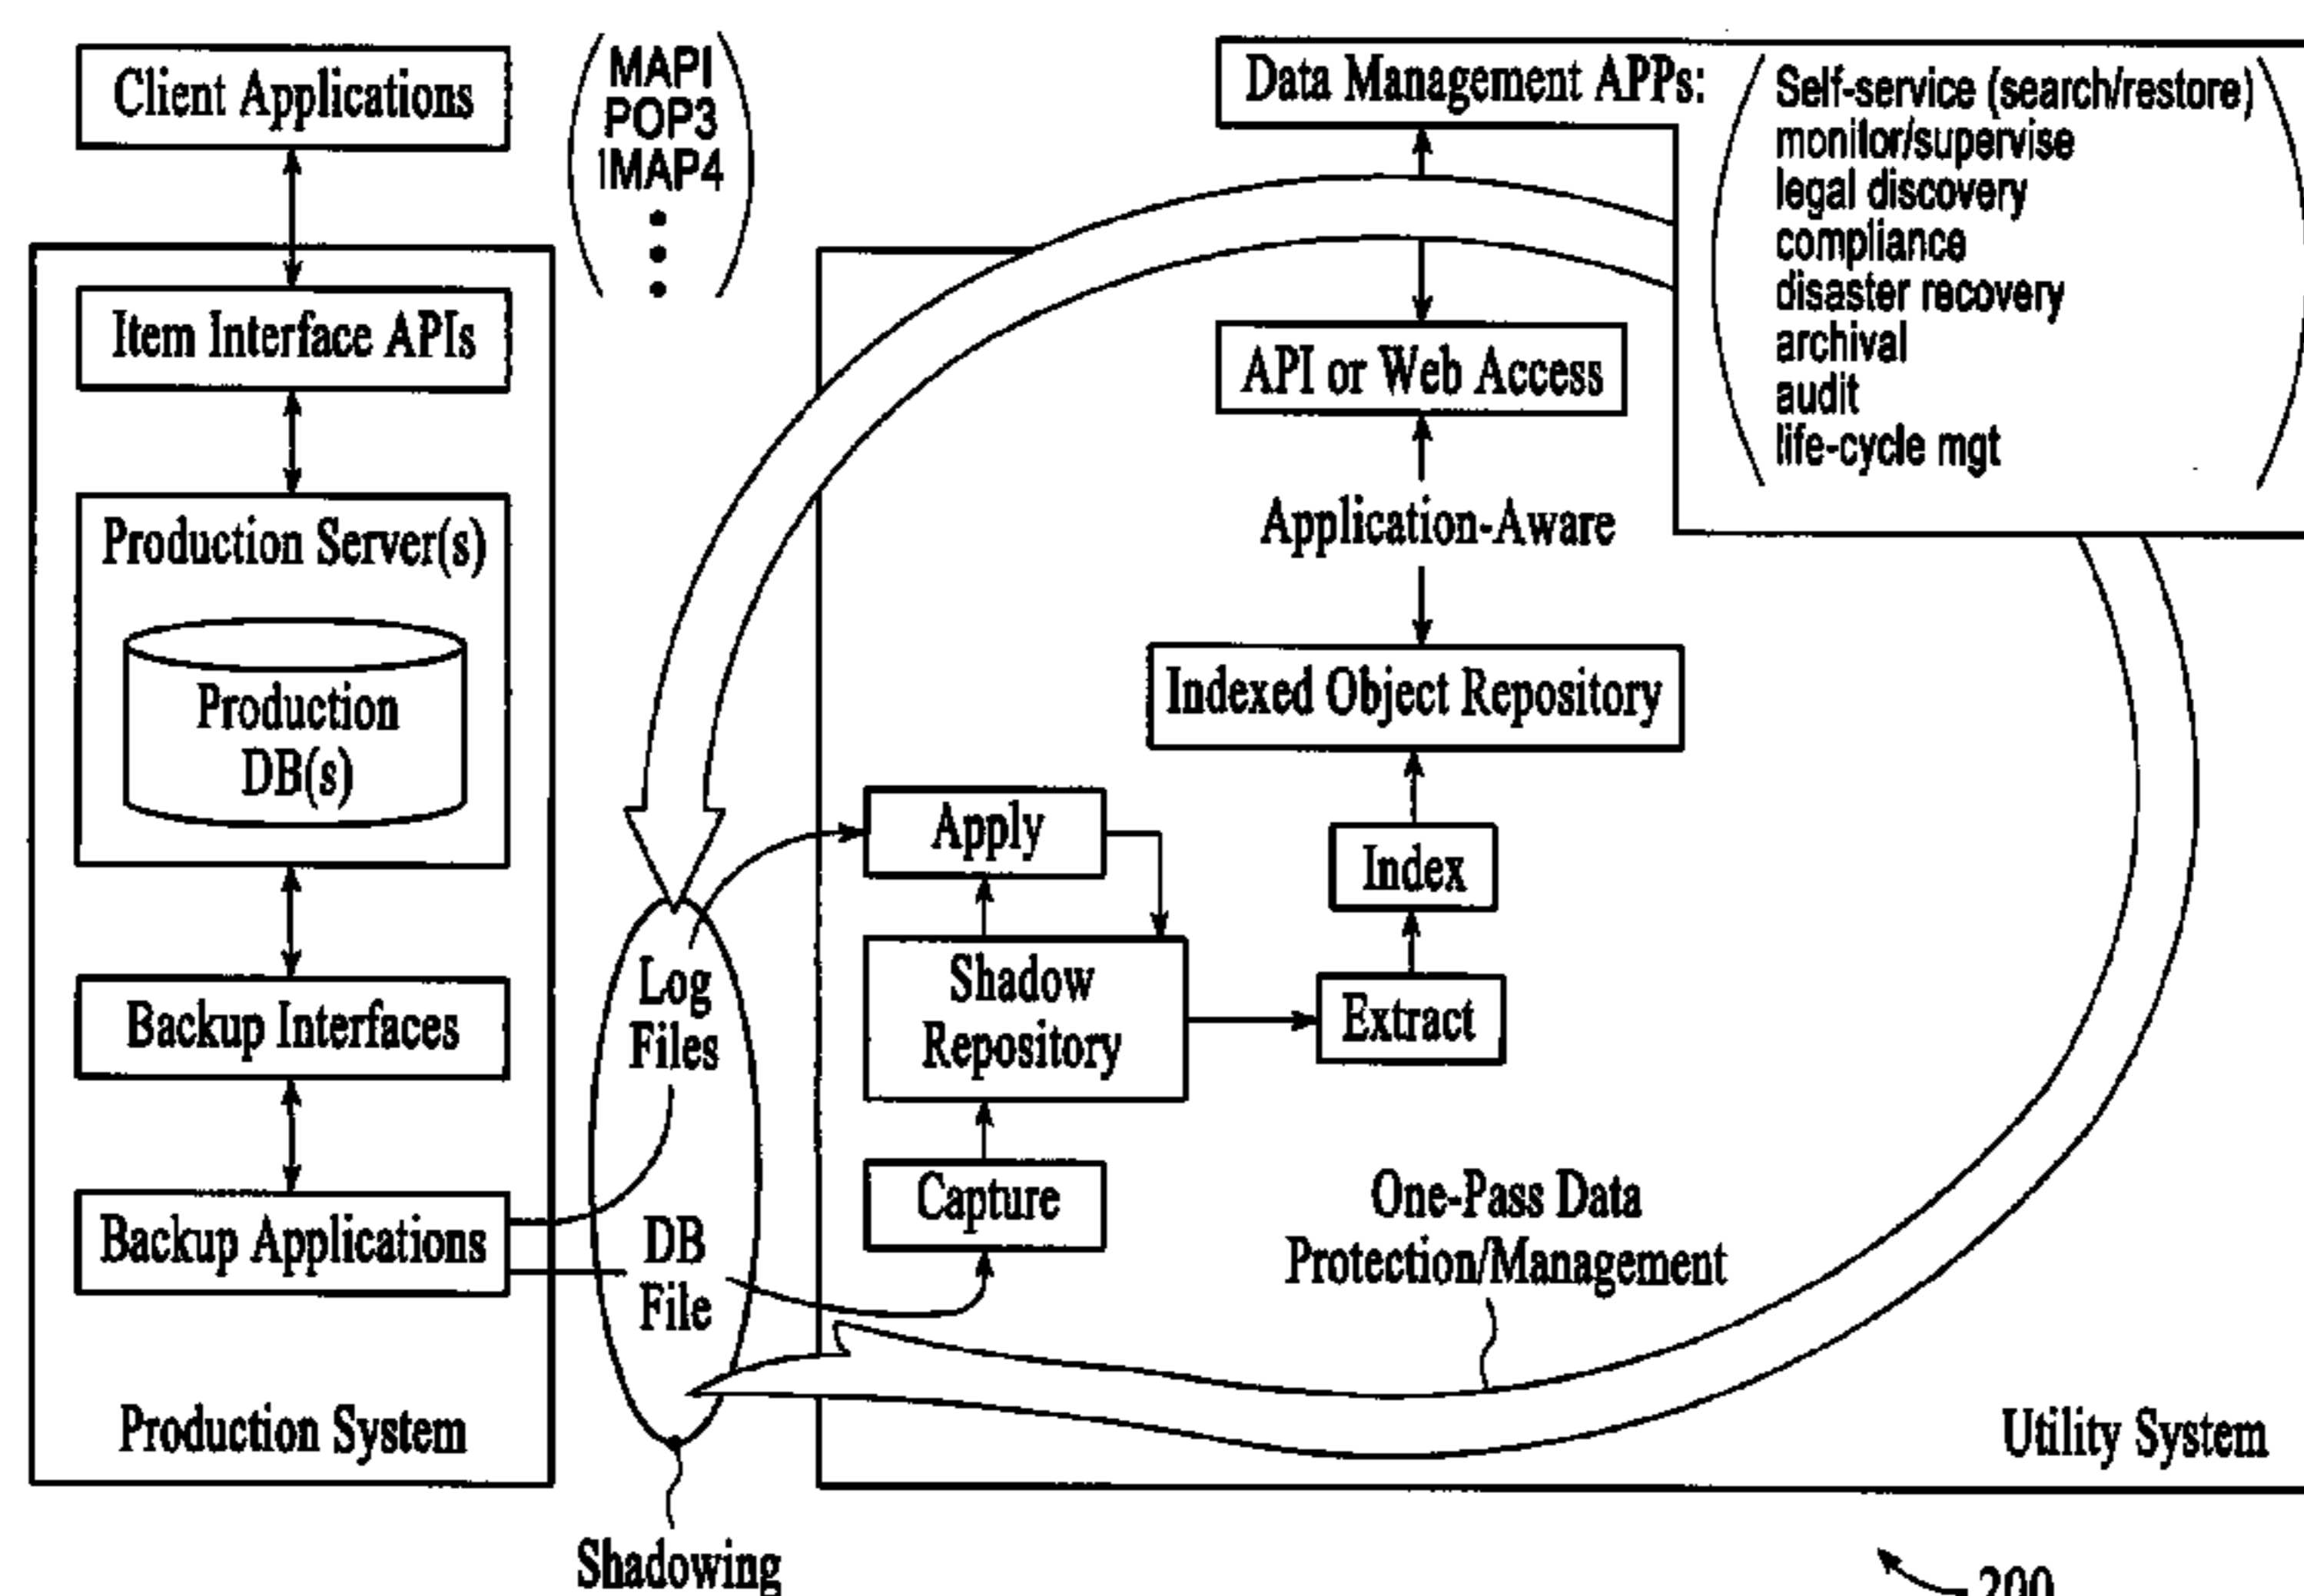 Client Applications
MAPI
POP3
IMAP4
Data Management APPs:
Self-service (search/restore)
monitor/supervise
legal discovery
compliance
disaster recovery
archival
audit
life-cycle mgt
Item Interface APIs
API or Web Access
Production Server(s)
Application-Aware
Production
DB(s)
Indexed Object Repository
Apply
Index
Log
Files
Shadow
Repository
Extract
Backup Interfaces
Capture
One-Pass Data
Protection/Management
Backup Applications
DB
File
Production System
Utility System
Shadowing
200